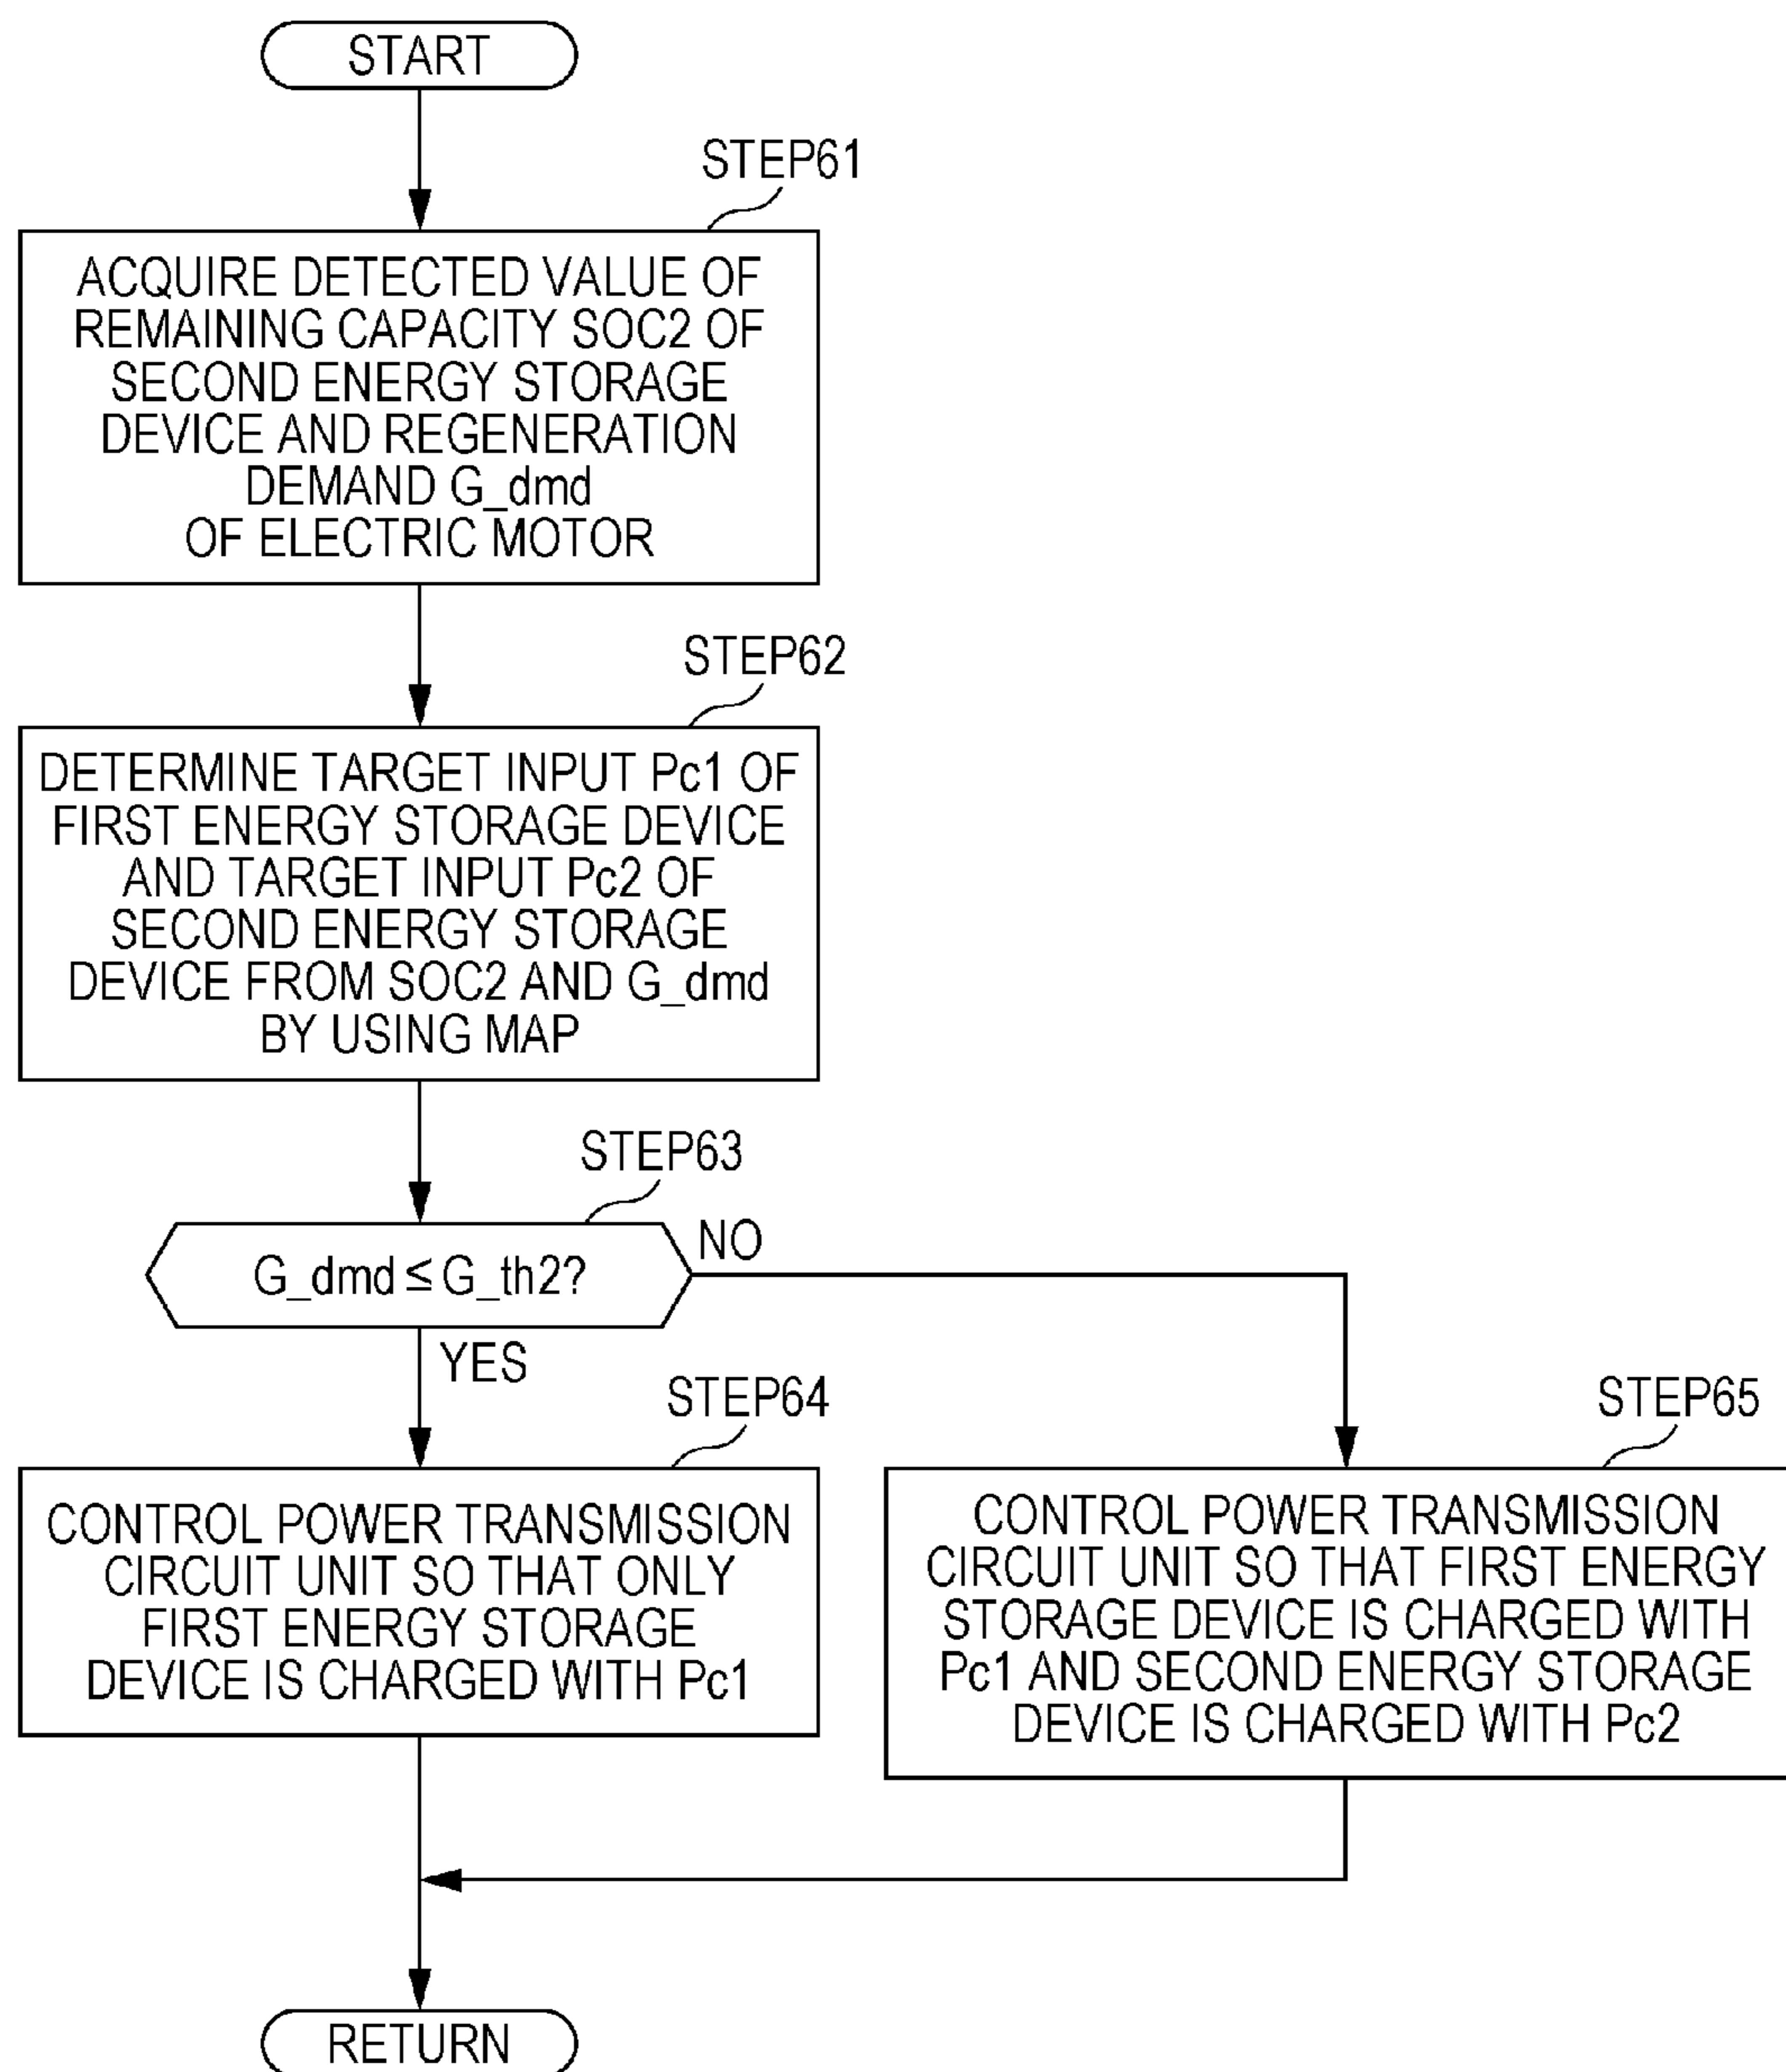 START
STEP61
ACQUIRE DETECTED VALUE OF
REMAINING CAPACITY SOC2 OF
SECOND ENERGY STORAGE
DEVICE AND REGENERATION
DEMAND G_dmd
OF ELECTRIC MOTOR
STEP62
DETERMINE TARGET INPUT Pc1 OF
FIRST ENERGY STORAGE DEVICE
AND TARGET INPUT Pc2 OF
SECOND ENERGY STORAGE
DEVICE FROM SOC2 AND G_dmd
BY USING MAP
STEP63
G_dmd ≤ G_th2?
NO
YES
STEP64
CONTROL POWER TRANSMISSION
CIRCUIT UNIT SO THAT ONLY
FIRST ENERGY STORAGE
DEVICE IS CHARGED WITH Pc1
STEP65
CONTROL POWER TRANSMISSION
CIRCUIT UNIT SO THAT FIRST ENERGY
STORAGE DEVICE IS CHARGED WITH
Pc1 AND SECOND ENERGY STORAGE
DEVICE IS CHARGED WITH Pc2
RETURN